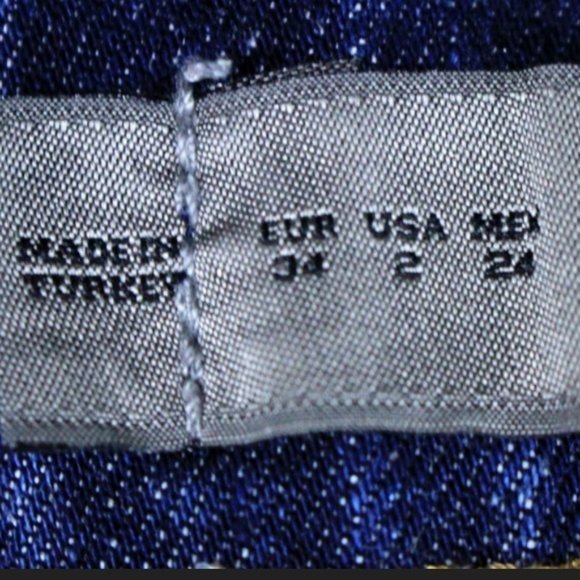 MADE IN
TURKEY
EUR USA MEX
34 2 24